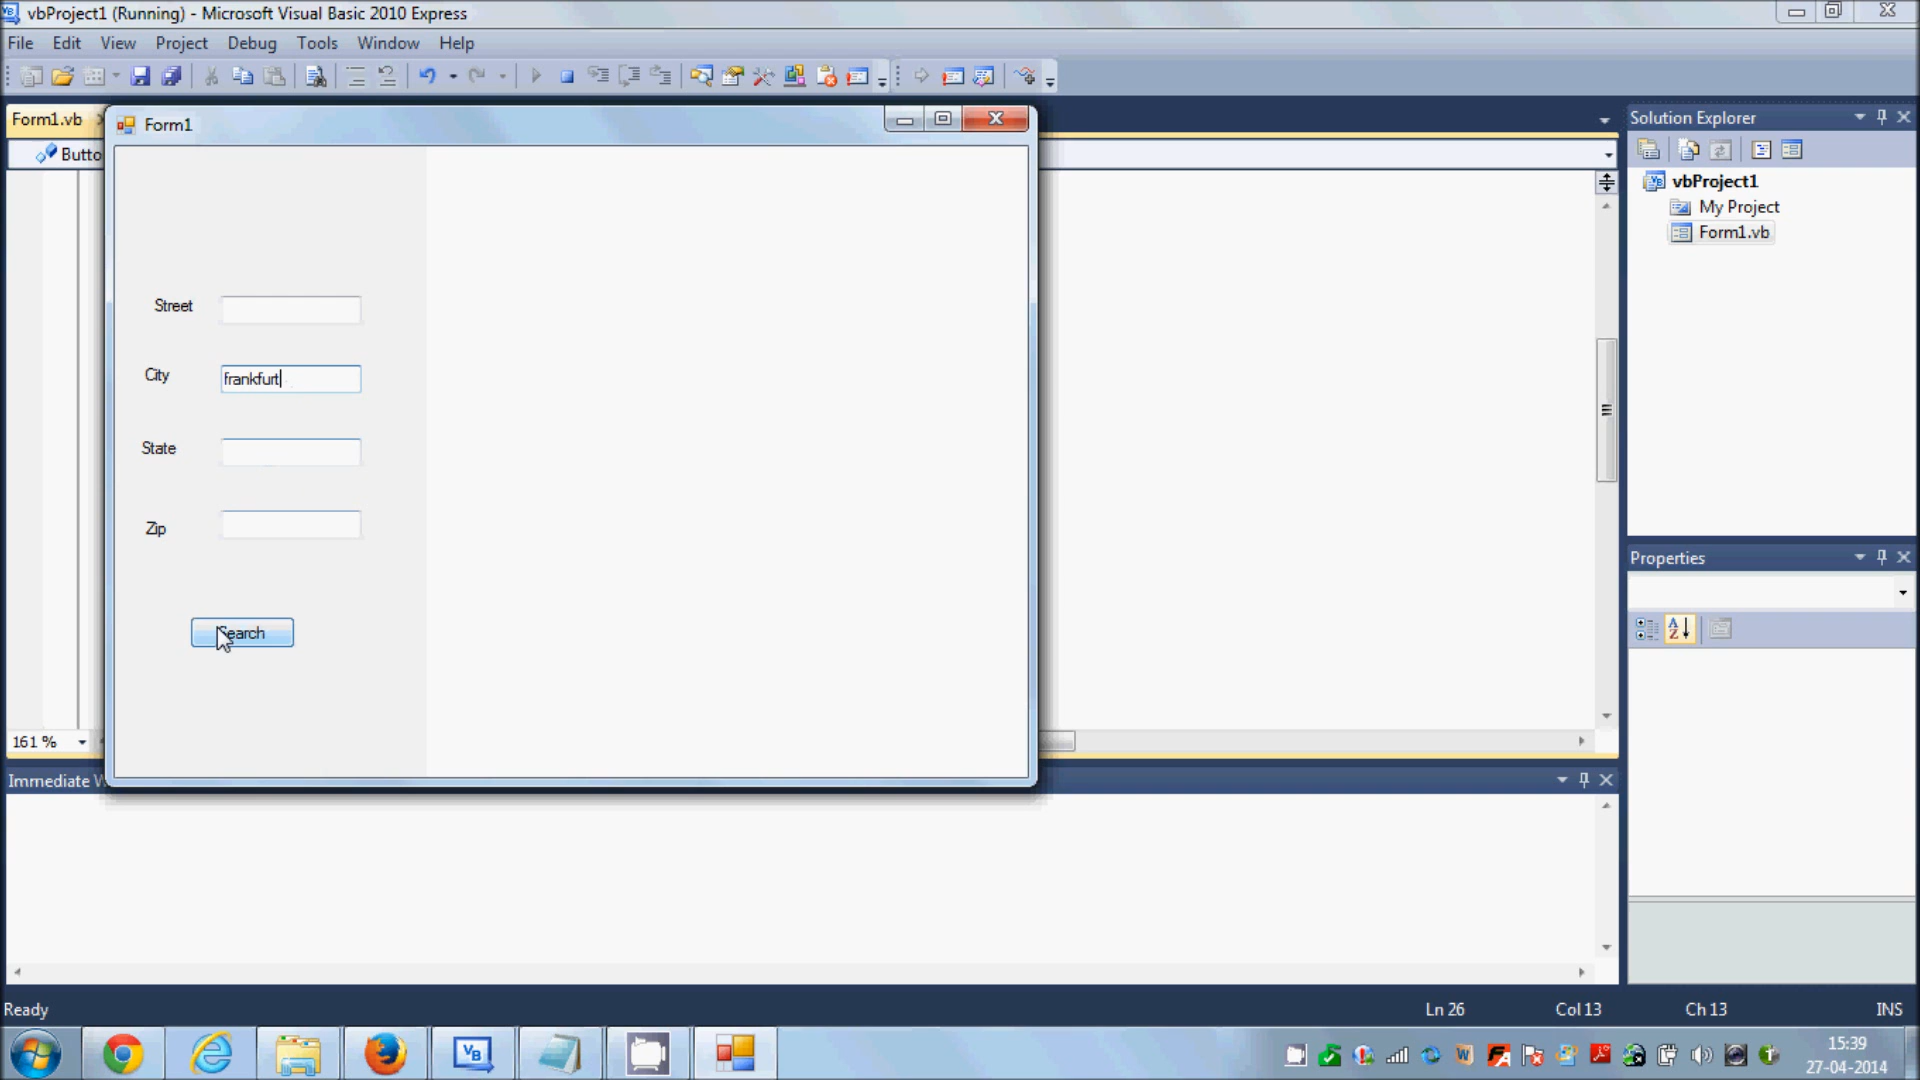 vbProject1 (Running) - Microsoft Visual Basic 2010 Express
File Edit View Project Debug Tools Window Help
Form1.vb
Form1
Solution Explorer
Butto
vbProject1
My Project
Form1.vb
Street
City frankfurt
State
Zip
Search
Properties
161 %
Immediate W
Ready Ln 26 Col 13 Ch 13 INS
15:39
27-04-2014